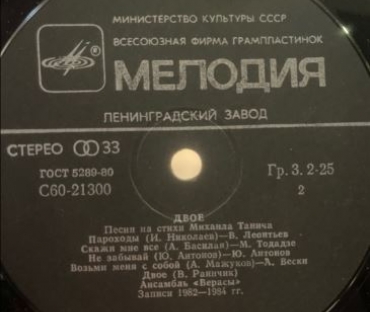 МИНИСТЕРСТВО КУЛЬТУРЫ СССР
ВСЕСОЮЗНАЯ ФИРМА ГРАМПЛАСТИНОК
МЕЛОДИЯ
ЛЕНИНГРАДСКИЙ ЗАВОД
СТЕРЕО 33
ГОСТ 5289-80
Гр. 3. 2-25
С60-21300
2
ДВОЕ
Песни на стихи Михаила Танича
Пароходы (И. Николаев)—В. Леонтьев
Скажи мне все (А. Басилая)—М. Тодадзе
Не забывай (Ю. Антонов)—Ю. Антонов
Возьми меня с собой (А. Мажуков)—А. Бески
Двое (В. Раинчик)
Ансамбль «Верасы»
Записи 1982—1984 гг.